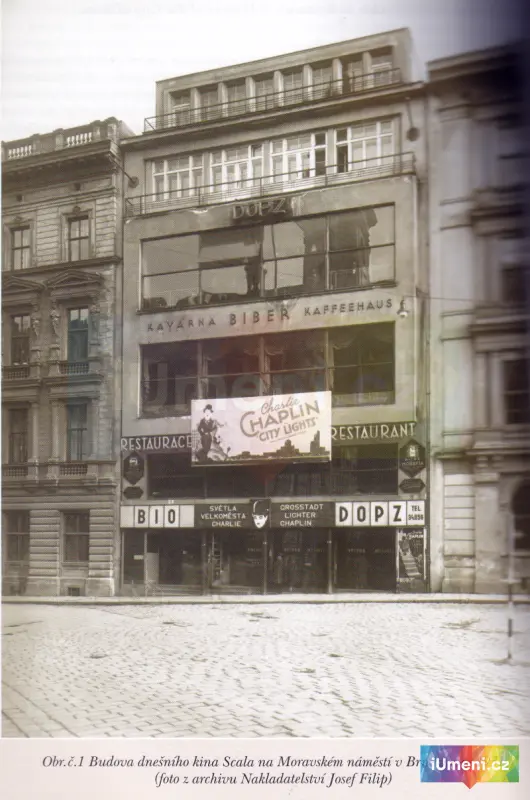 DOPZ
KAVÁRNA BIBER KAFFEEHAUS
Charlie
CHAPLIN
"CITY LIGHTS"
RESTAURACE
RESTAURANT
BIO
SVĚTLA
VELKOMĚSTA
CHARLIE
GROSSTADT
LICHTER
CHAPLIN
DOPZ
TEL
Obr.č.1 Budova dnešního kina Scala na Moravském náměstí v
(foto z archivu Nakladatelství Josef Filip)
iUmeni.cz